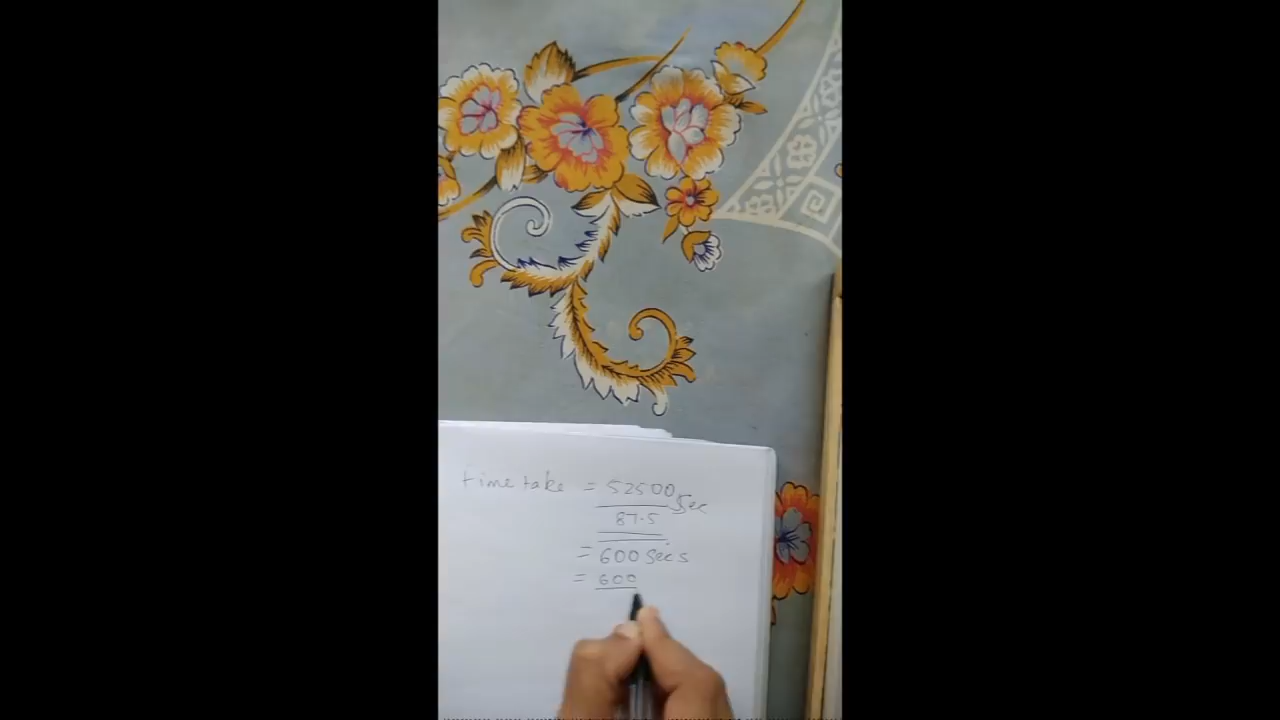 time take = 52500 sec
87.5
= 600 secs
= 600